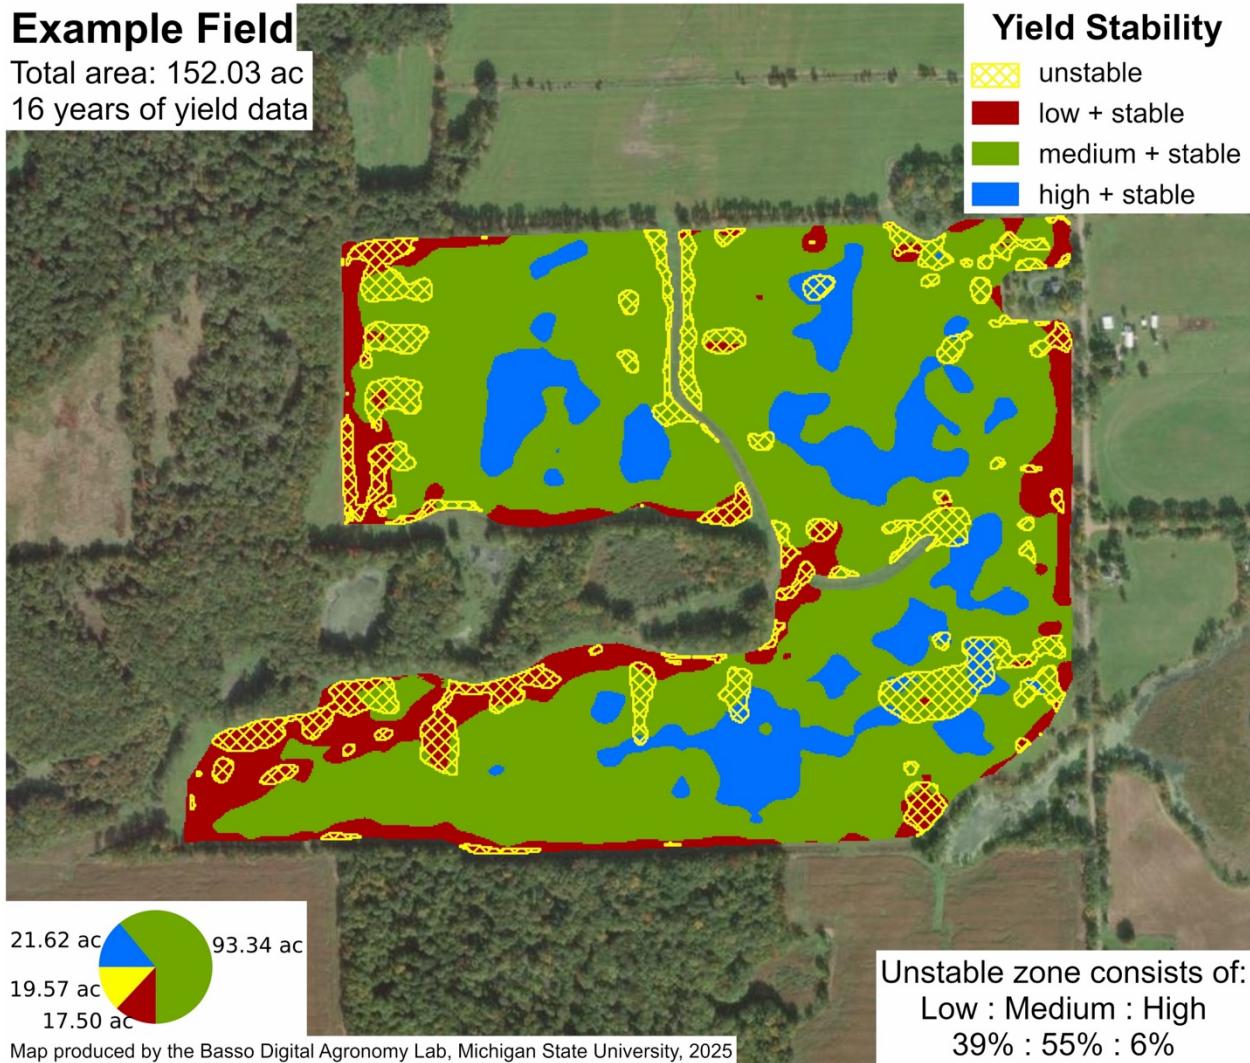 Example Field
Total area: 152.03 ac
16 years of yield data
Yield Stability
unstable
low + stable
medium + stable
high + stable
21.62 ac
93.34 ac
19.57 ac
17.50 ac
Unstable zone consists of:
Low : Medium : High
39% : 55% : 6%
Map produced by the Basso Digital Agronomy Lab, Michigan State University, 2025